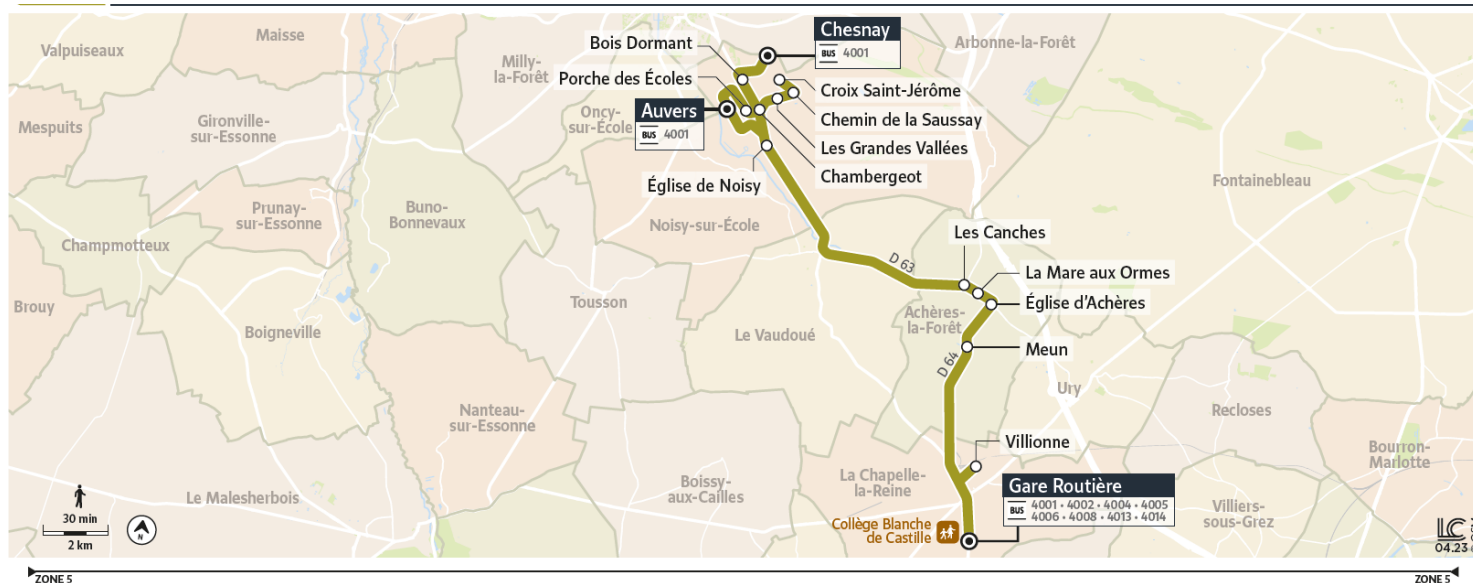 Valpuiseaux
Maisse
Milly
-la-Forêt
Arbonne-la-Forêt
Bois Dormant
Chesnay
BUS 4001
Porche des Écoles
Croix Saint-Jérôme
Auvers
BUS 4001
Oncy
-sur-École
Chemin de la Saussay
Les Grandes Vallées
Chambergeot
Église de Noisy
Mespuits
Gironville
-sur-Essonne
Fontainebleau
Prunay
-sur-Essonne
Buno-
Bonnevaux
Noisy-sur-École
Champmotteux
Les Canches
D 63
La Mare aux Ormes
Église d'Achères
Brouy
Boigneville
Tousson
Le Vaudoué
Achères-
la-Forêt
Meun
D 64
Ury
Nanteau
-sur-Essonne
Recloses
Villionne
Bourron-
Marlotte
Le Malesherbois
Boissy
-aux-Cailles
La Chapelle-
la-Reine
Gare Routière
BUS 4001 • 4002 • 4004 • 4005
4006 • 4008 • 4013 • 4014
Villiers-
sous-Grez
Collège Blanche
de Castille
30 min
2 km
N
LC
04.23
ZONE 5
ZONE 5